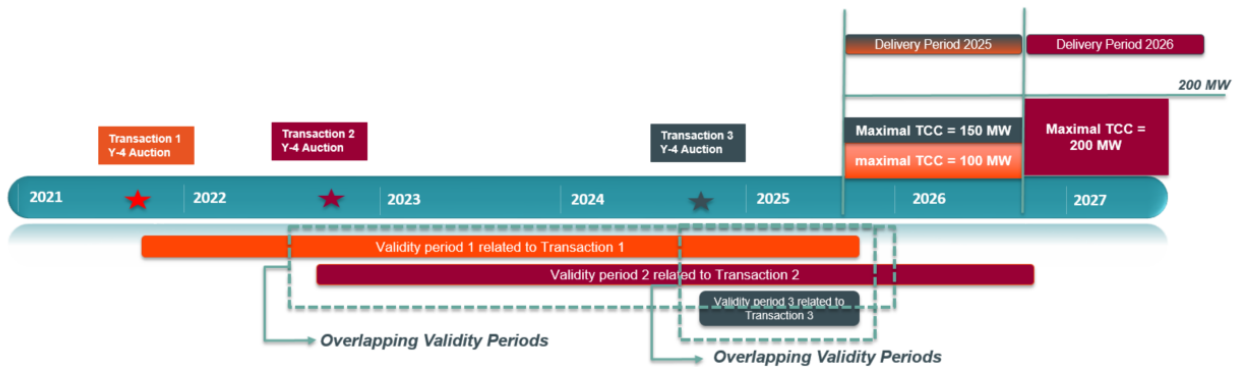 Delivery Period 2025
Delivery Period 2026
200 MW
Transaction 1
Y-4 Auction
Transaction 2
Y-4 Auction
Transaction 3
Y-4 Auction
Maximal TCC = 150 MW
maximal TCC = 100 MW
Maximal TCC =
200 MW
2021
2022
2023
2024
2025
2026
2027
Validity period 1 related to Transaction 1
Validity period 2 related to Transaction 2
Validity period 3 related to
Transaction 3
Overlapping Validity Periods
Overlapping Validity Periods